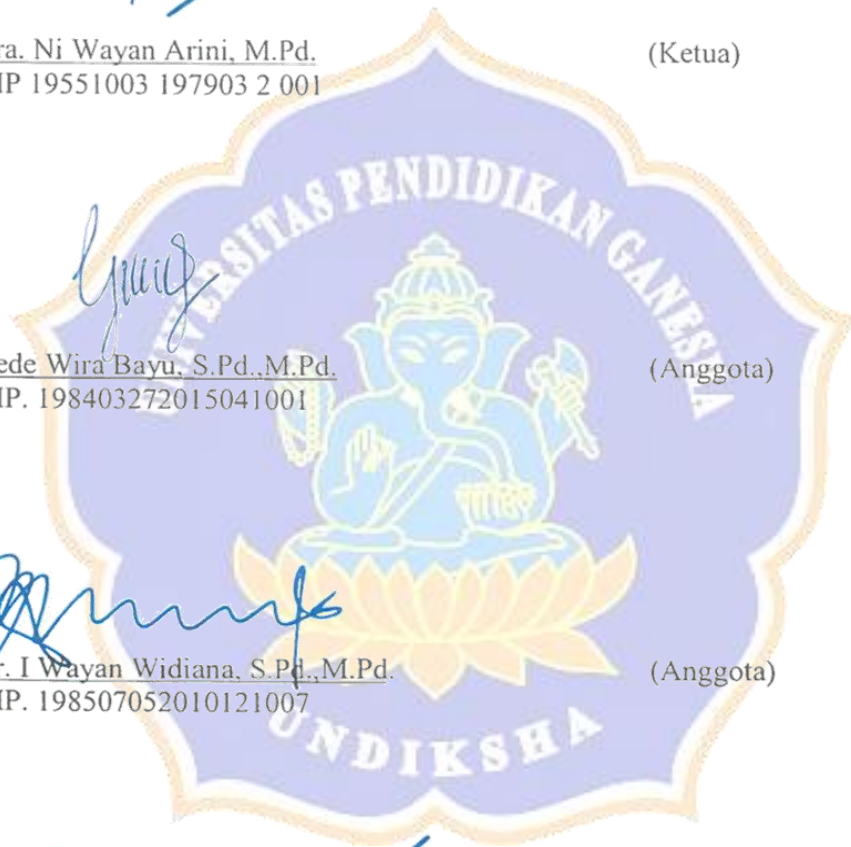 ra. Ni Wayan Arini, M.Pd. (Ketua)
IP 19551003 197903 2 001
UNIVERSITAS PENDIDIKAN GANESHA
ede Wira Bayu, S.Pd.,M.Pd. (Anggota)
IP. 198403272015041001
r. I Wayan Widiana, S.Pd.,M.Pd. (Anggota)
IP. 198507052010121007
UNDIKSHA